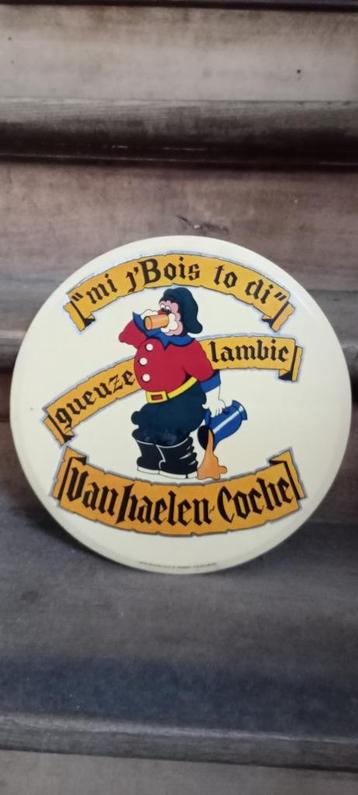 "mi j'Bois to di"
gueuze lambic
Vanhaelen-Coche